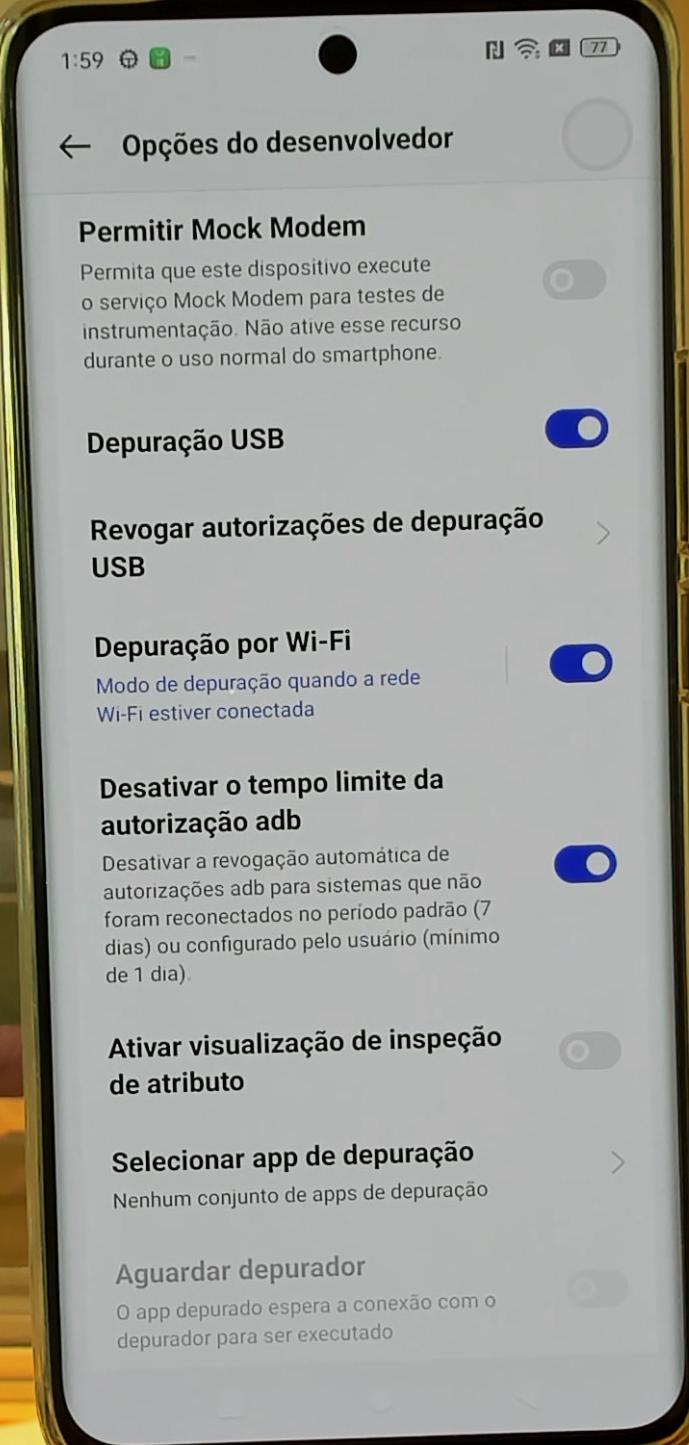 1:59
77
Opções do desenvolvedor
Permitir Mock Modem
Permita que este dispositivo execute
o serviço Mock Modem para testes de
instrumentação. Não ative esse recurso
durante o uso normal do smartphone.
Depuração USB
Revogar autorizações de depuração
USB
Depuração por Wi-Fi
Modo de depuração quando a rede
Wi-Fi estiver conectada
Desativar o tempo limite da
autorização adb
Desativar a revogação automática de
autorizações adb para sistemas que não
foram reconectados no período padrão (7
dias) ou configurado pelo usuário (mínimo
de 1 dia).
Ativar visualização de inspeção
de atributo
Selecionar app de depuração
Nenhum conjunto de apps de depuração
Aguardar depurador
O app depurado espera a conexão com o
depurador para ser executado